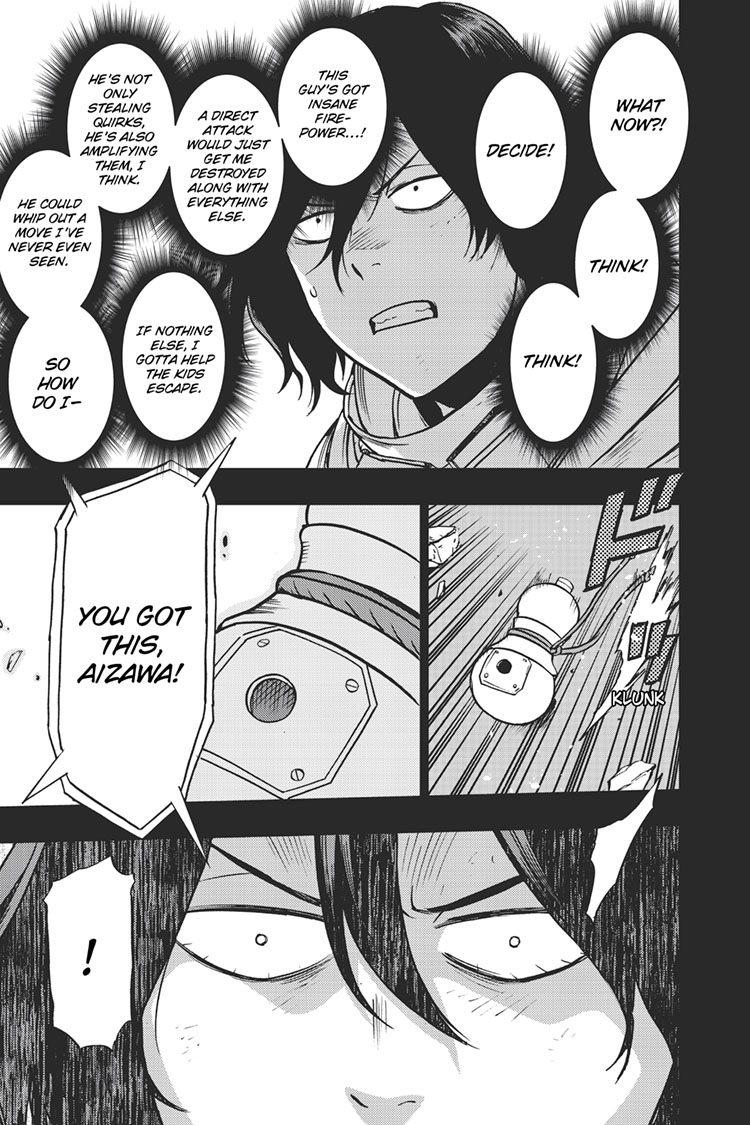 WHAT
NOW?!
THINK!
THINK!
DECIDE!
THIS
GUY'S GOT
INSANE
FIRE-
POWER...!
A DIRECT
ATTACK
WOULD JUST
GET ME
DESTROYED
ALONG WITH
EVERYTHING
ELSE.
HE'S NOT
ONLY
STEALING
QUIRKS,
HE'S ALSO
AMPLIFYING
THEM, I
THINK.
HE COULD
WHIP OUT A
MOVE I'VE
NEVER EVEN
SEEN.
IF NOTHING
ELSE, I
GOTTA HELP
THE KIDS
ESCAPE.
SO
HOW
DO I–
ドッ
KLUNK
YOU GOT
THIS,
AIZAWA!
!